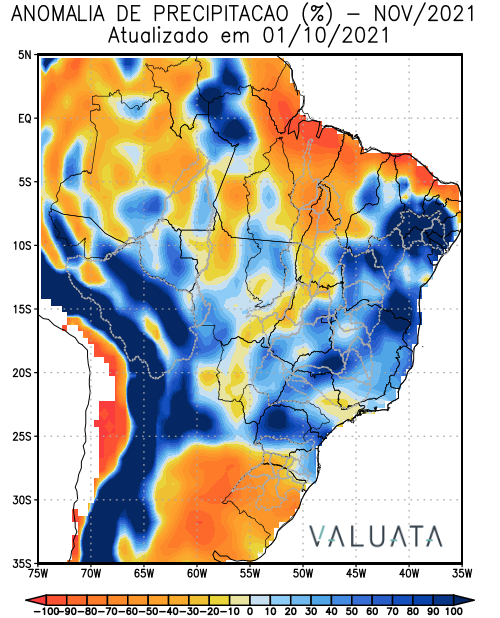 ANOMALIA DE PRECIPITACAO (%) – NOV/2021
Atualizado em 01/10/2021
5N
EQ
5S
10S
15S
20S
25S
30S
35S
VALUATA
75W 70W 65W 60W 55W 50W 45W 40W 35W
-100 -90 -80 -70 -60 -50 -40 -30 -20 -10 0 10 20 30 40 50 60 70 80 90 100